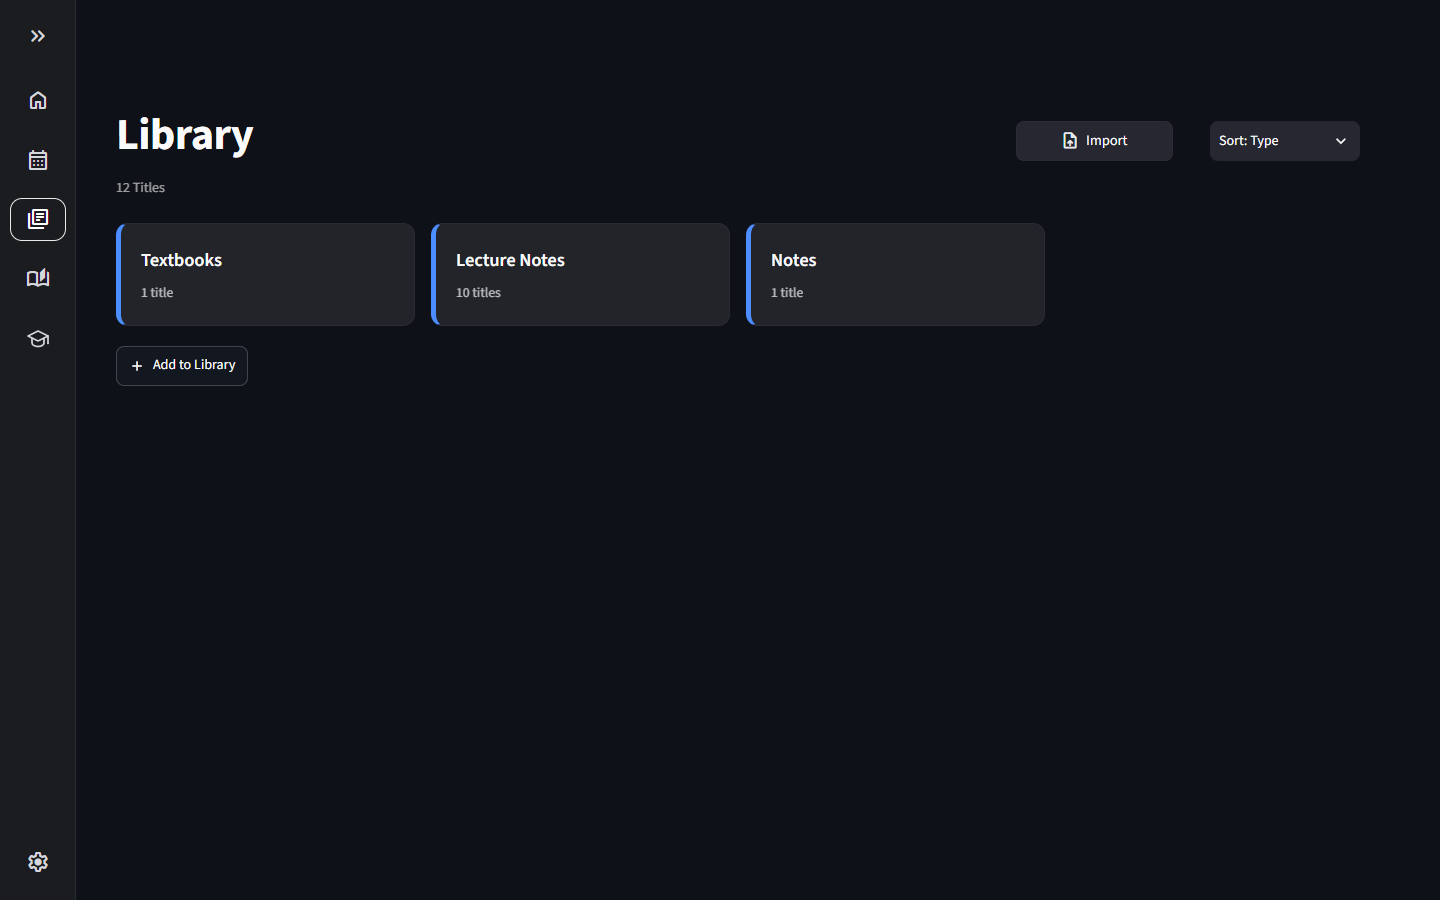 Library
Import
Sort: Type
12 Titles
Textbooks
1 title
Lecture Notes
10 titles
Notes
1 title
Add to Library